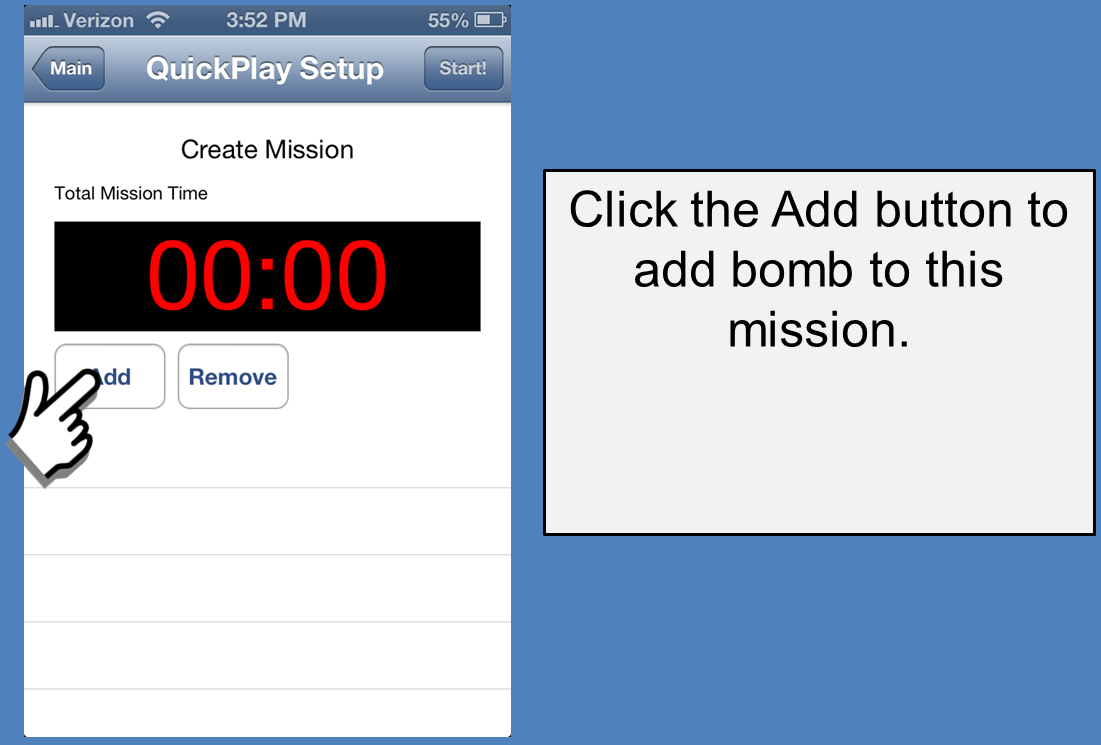 Verizon 3:52 PM 55%
Main QuickPlay Setup Start!
Create Mission
Total Mission Time
00:00
Add Remove
Click the Add button to
add bomb to this
mission.